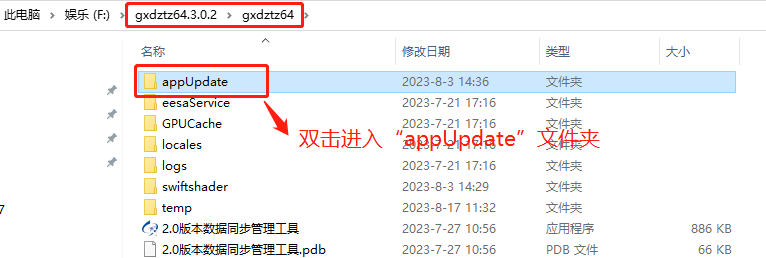 此电脑 › 娱乐 (F:) › gxdztz64.3.0.2 › gxdztz64 ›
名称 修改日期 类型 大小
appUpdate 2023-8-3 14:36 文件夹
eesaService 2023-7-21 17:16 文件夹
双击进入“appUpdate”文件夹
GPUCache 2023-7-21 17:16 文件夹
locales 2023-7-21 17:16 文件夹
logs 2023-7-21 17:16 文件夹
swiftshader 2023-8-3 14:29 文件夹
temp 2023-8-17 11:32 文件夹
2.0版本数据同步管理工具 2023-7-27 10:56 应用程序 886 KB
2.0版本数据同步管理工具.pdb 2023-7-27 10:56 PDB 文件 66 KB